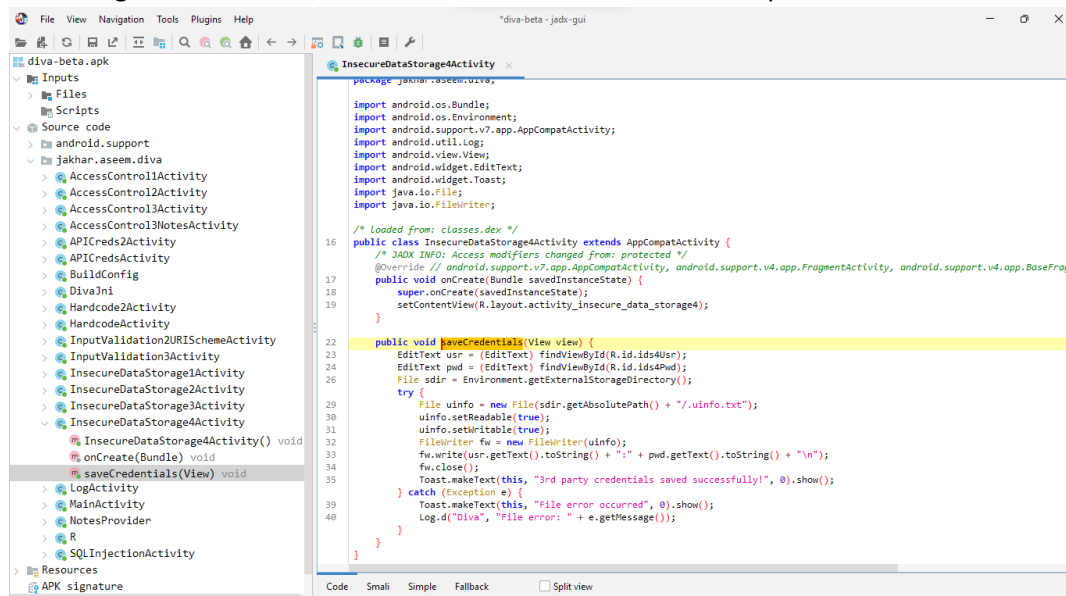 File View Navigation Tools Plugins Help
*diva-beta - jadx-gui
diva-beta.apk
Inputs
Files
Scripts
Source code
android.support
jakhar.aseem.diva
AccessControl1Activity
AccessControl2Activity
AccessControl3Activity
AccessControl3NotesActivity
APICreds2Activity
APICredsActivity
BuildConfig
DivaJni
Hardcode2Activity
HardcodeActivity
InputValidation2URISchemeActivity
InputValidation3Activity
InsecureDataStorage1Activity
InsecureDataStorage2Activity
InsecureDataStorage3Activity
InsecureDataStorage4Activity
InsecureDataStorage4Activity() void
onCreate(Bundle) void
saveCredentials(View) void
LogActivity
MainActivity
NotesProvider
R
SQLInjectionActivity
Resources
APK signature
InsecureDataStorage4Activity
package jakhar.aseem.diva;
import android.os.Bundle;
import android.os.Environment;
import android.support.v7.app.AppCompatActivity;
import android.util.Log;
import android.view.View;
import android.widget.EditText;
import android.widget.Toast;
import java.io.File;
import java.io.FileWriter;
/* loaded from: classes.dex */
16 public class InsecureDataStorage4Activity extends AppCompatActivity {
/* JADX INFO: Access modifiers changed from: protected */
@Override // android.support.v7.app.AppCompatActivity, android.support.v4.app.FragmentActivity, android.support.v4.app.BaseFrag
17 public void onCreate(Bundle savedInstanceState) {
18 super.onCreate(savedInstanceState);
19 setContentView(R.layout.activity_insecure_data_storage4);
}
22 public void saveCredentials(View view) {
23 EditText usr = (EditText) findViewById(R.id.ids4Usr);
24 EditText pwd = (EditText) findViewById(R.id.ids4Pwd);
26 File sdir = Environment.getExternalStorageDirectory();
try {
29 File uinfo = new File(sdir.getAbsolutePath() + "/.uinfo.txt");
30 uinfo.setReadable(true);
31 uinfo.setWritable(true);
32 FileWriter fw = new FileWriter(uinfo);
33 fw.write(usr.getText().toString() + ":" + pwd.getText().toString() + "\n");
34 fw.close();
35 Toast.makeText(this, "3rd party credentials saved successfully!", 0).show();
} catch (Exception e) {
39 Toast.makeText(this, "File error occurred", 0).show();
40 Log.d("Diva", "File error: " + e.getMessage());
}
}
}
Code Smali Simple Fallback Split view